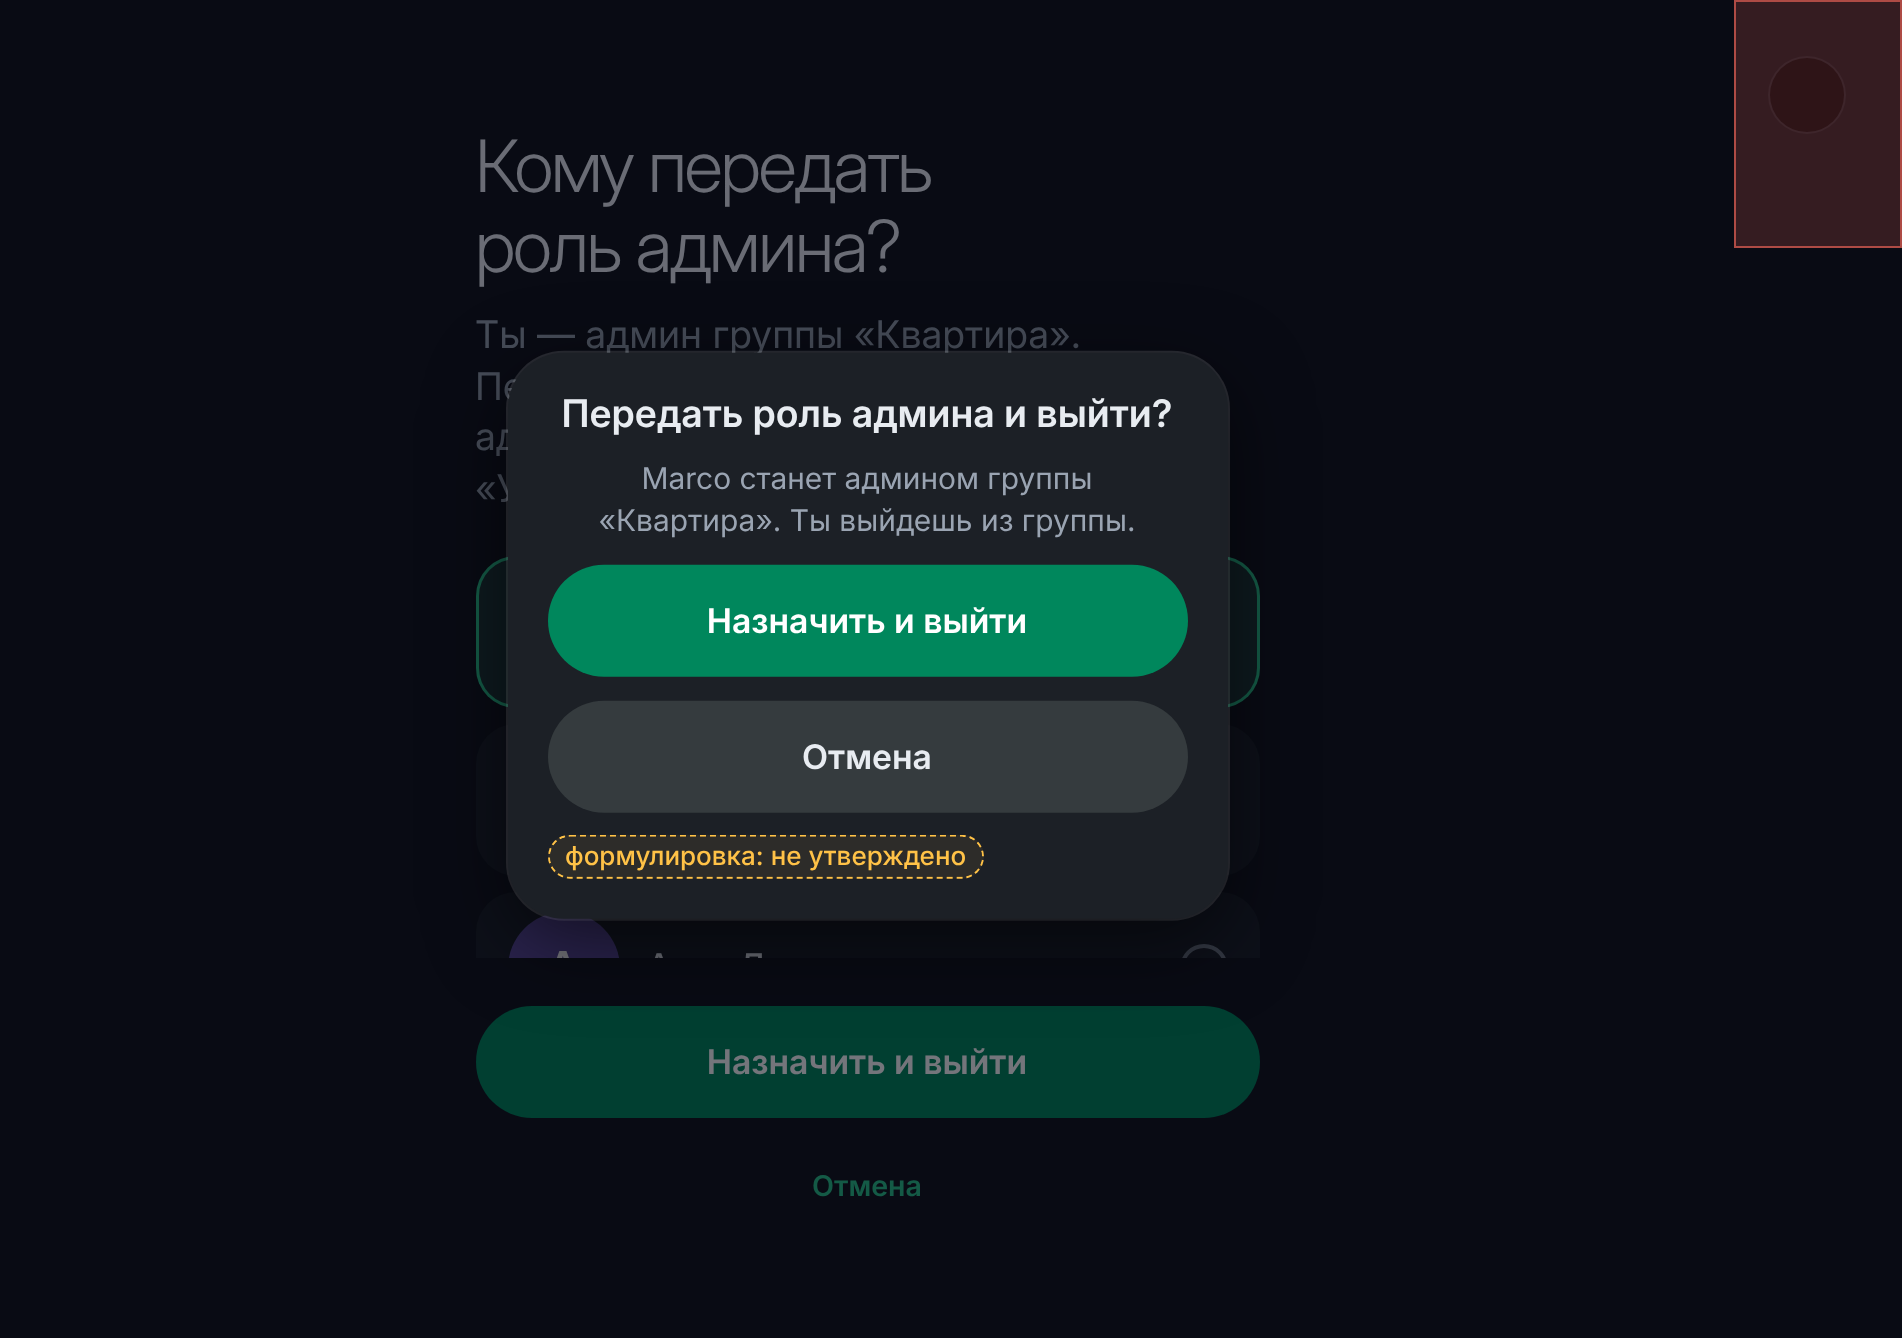 Кому передать
роль админа?
Ты — админ группы «Квартира».
Передать роль админа и выйти?
Marco станет админом группы
«Квартира». Ты выйдешь из группы.
Назначить и выйти
Отмена
формулировка: не утверждено
Назначить и выйти
Отмена